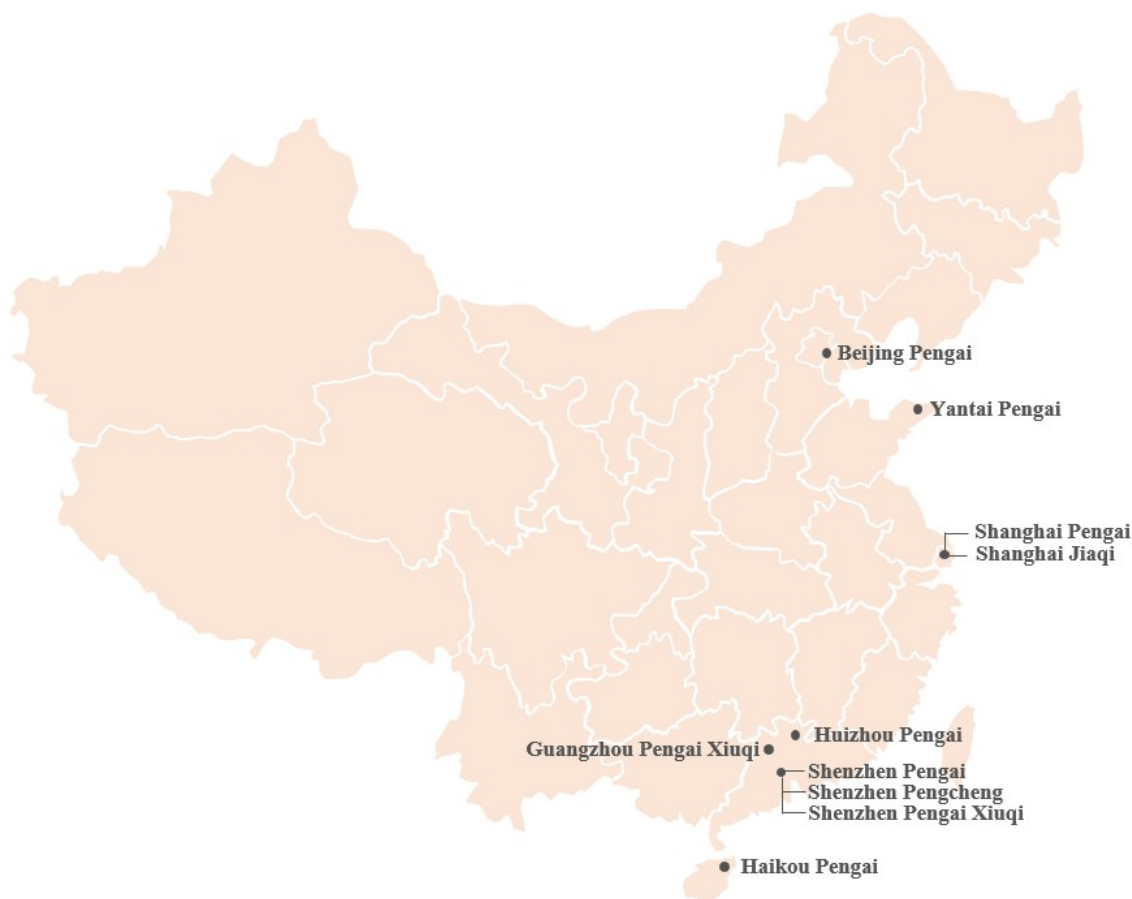 Beijing Pengai
Yantai Pengai
Shanghai Pengai
Shanghai Jiaqi
Huizhou Pengai
Guangzhou Pengai Xiuqi
Shenzhen Pengai
Shenzhen Pengcheng
Shenzhen Pengai Xiuqi
Haikou Pengai